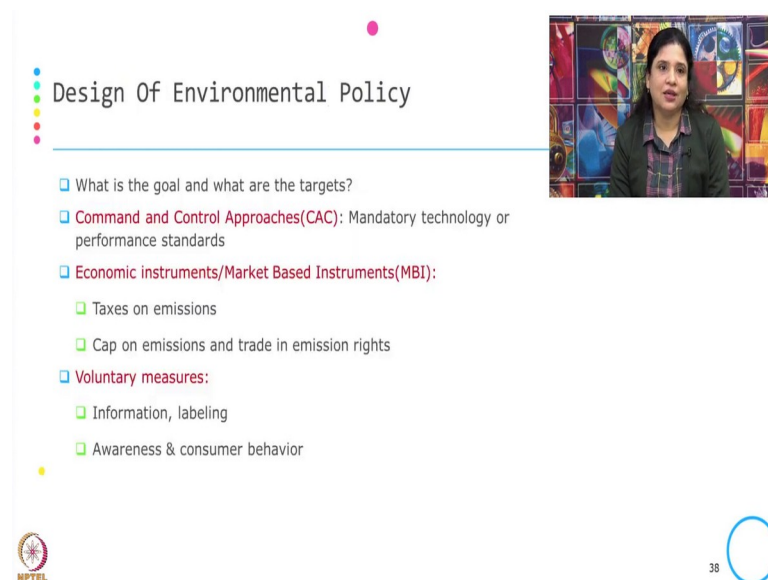 Design Of Environmental Policy
What is the goal and what are the targets?
Command and Control Approaches(CAC): Mandatory technology or
performance standards
Economic instruments/Market Based Instruments(MBI):
Taxes on emissions
Cap on emissions and trade in emission rights
Voluntary measures:
Information, labeling
Awareness & consumer behavior
NPTEL
38